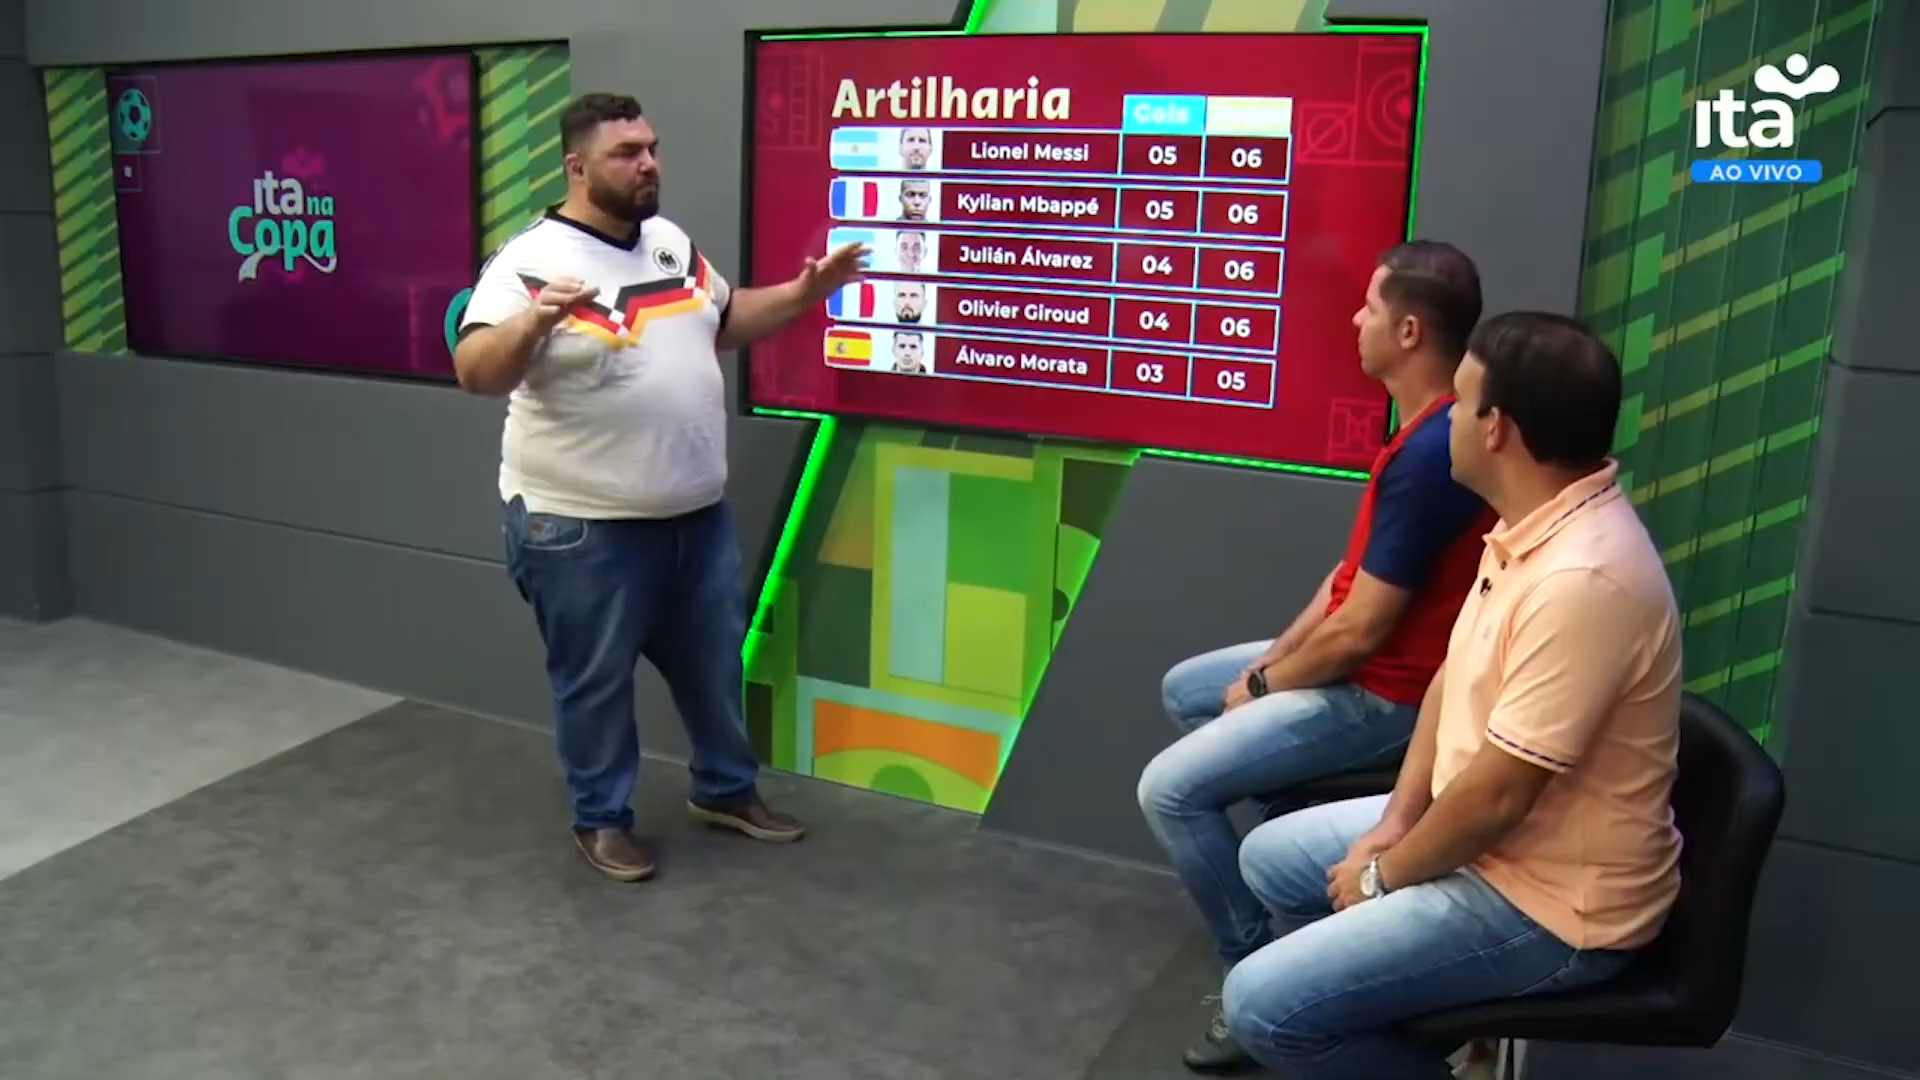 ita na
Copa
Artilharia
Gols
Lionel Messi 05 06
Kylian Mbappé 05 06
Julián Álvarez 04 06
Olivier Giroud 04 06
Álvaro Morata 03 05
ita
AO VIVO